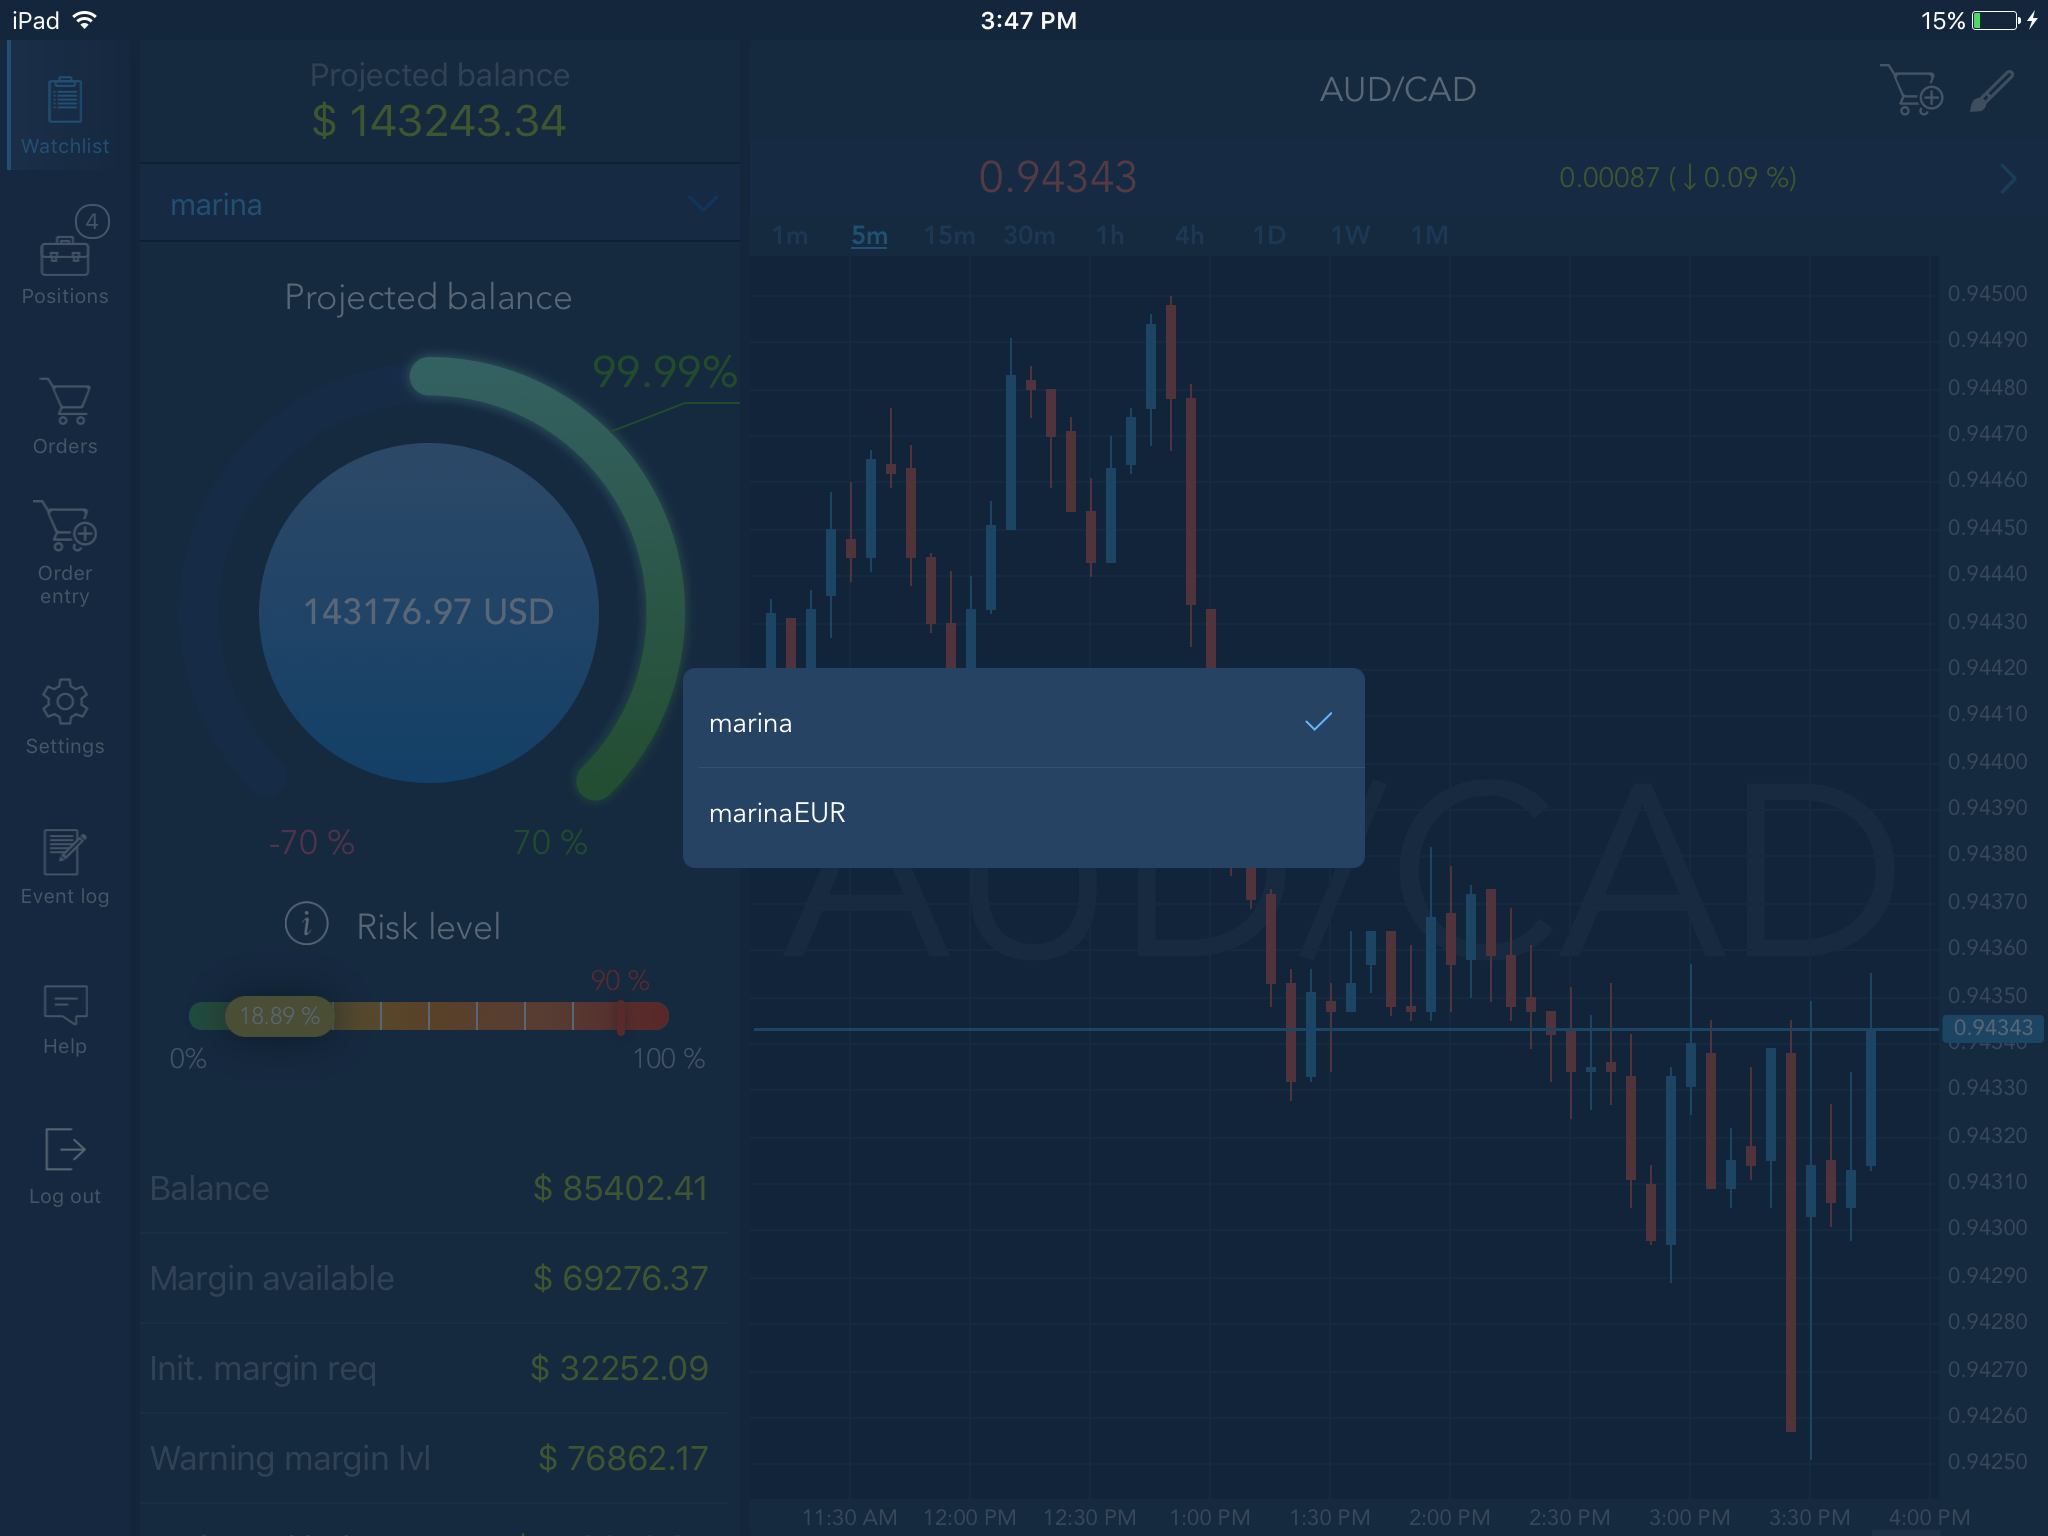 iPad
3:47 PM
15%
Watchlist
4
Positions
Orders
Order
entry
Settings
Event log
Help
Log out
Projected balance
$ 143243.34
marina
Projected balance
99.99%
143176.97 USD
-70 %
70 %
i
Risk level
90 %
18.89 %
0%
100 %
Balance
$ 85402.41
Margin available
$ 69276.37
Init. margin req
$ 32252.09
Warning margin lvl
$ 76862.17
AUD/CAD
0.94343
0.00087 (↓0.09 %)
1m 5m 15m 30m 1h 4h 1D 1W 1M
marina
marinaEUR
AUD/CAD
0.94500
0.94490
0.94480
0.94470
0.94460
0.94450
0.94440
0.94430
0.94420
0.94410
0.94400
0.94390
0.94380
0.94370
0.94360
0.94350
0.94343
0.94340
0.94330
0.94320
0.94310
0.94300
0.94290
0.94280
0.94270
0.94260
0.94250
11:30 AM 12:00 PM 12:30 PM 1:00 PM 1:30 PM 2:00 PM 2:30 PM 3:00 PM 3:30 PM 4:00 PM